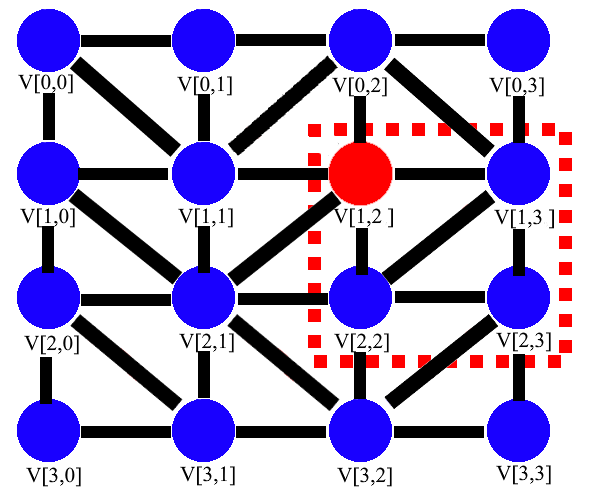 V[0,0] V[0,1] V[0,2] V[0,3]
V[1,0] V[1,1] V[1,2 ] V[1,3 ]
V[2,0] V[2,1] V[2,2] V[2,3]
V[3,0] V[3,1] V[3,2] V[3,3]